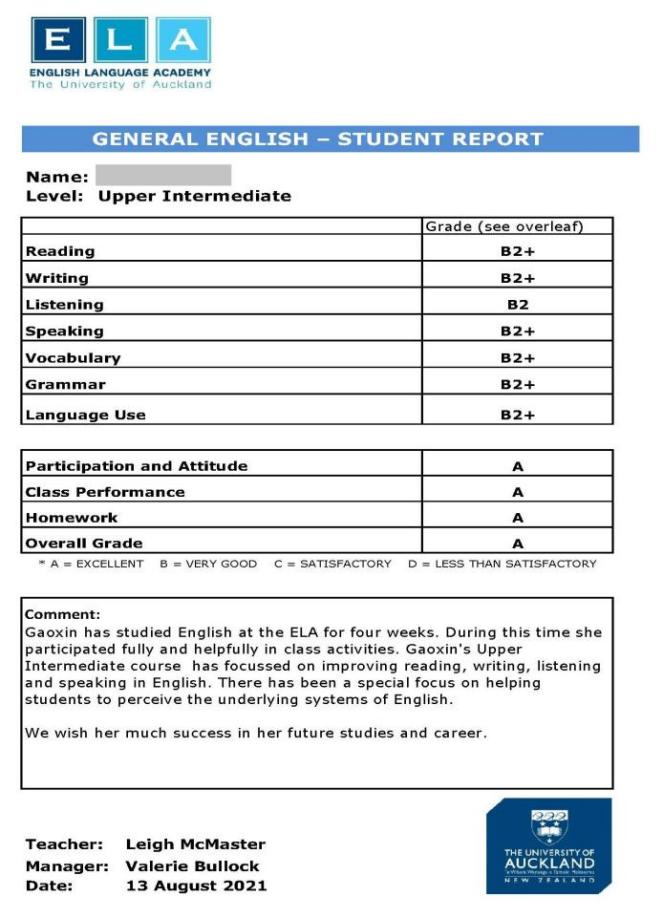 E L A
ENGLISH LANGUAGE ACADEMY
The University of Auckland
GENERAL ENGLISH – STUDENT REPORT
Name:
Level: Upper Intermediate
Grade (see overleaf)
Reading B2+
Writing B2+
Listening B2
Speaking B2+
Vocabulary B2+
Grammar B2+
Language Use B2+
Participation and Attitude A
Class Performance A
Homework A
Overall Grade A
* A = EXCELLENT B = VERY GOOD C = SATISFACTORY D = LESS THAN SATISFACTORY
Comment:
Gaoxin has studied English at the ELA for four weeks. During this time she
participated fully and helpfully in class activities. Gaoxin's Upper
Intermediate course has focussed on improving reading, writing, listening
and speaking in English. There has been a special focus on helping
students to perceive the underlying systems of English.
We wish her much success in her future studies and career.
THE UNIVERSITY OF
AUCKLAND
NEW ZEALAND
Teacher: Leigh McMaster
Manager: Valerie Bullock
Date: 13 August 2021